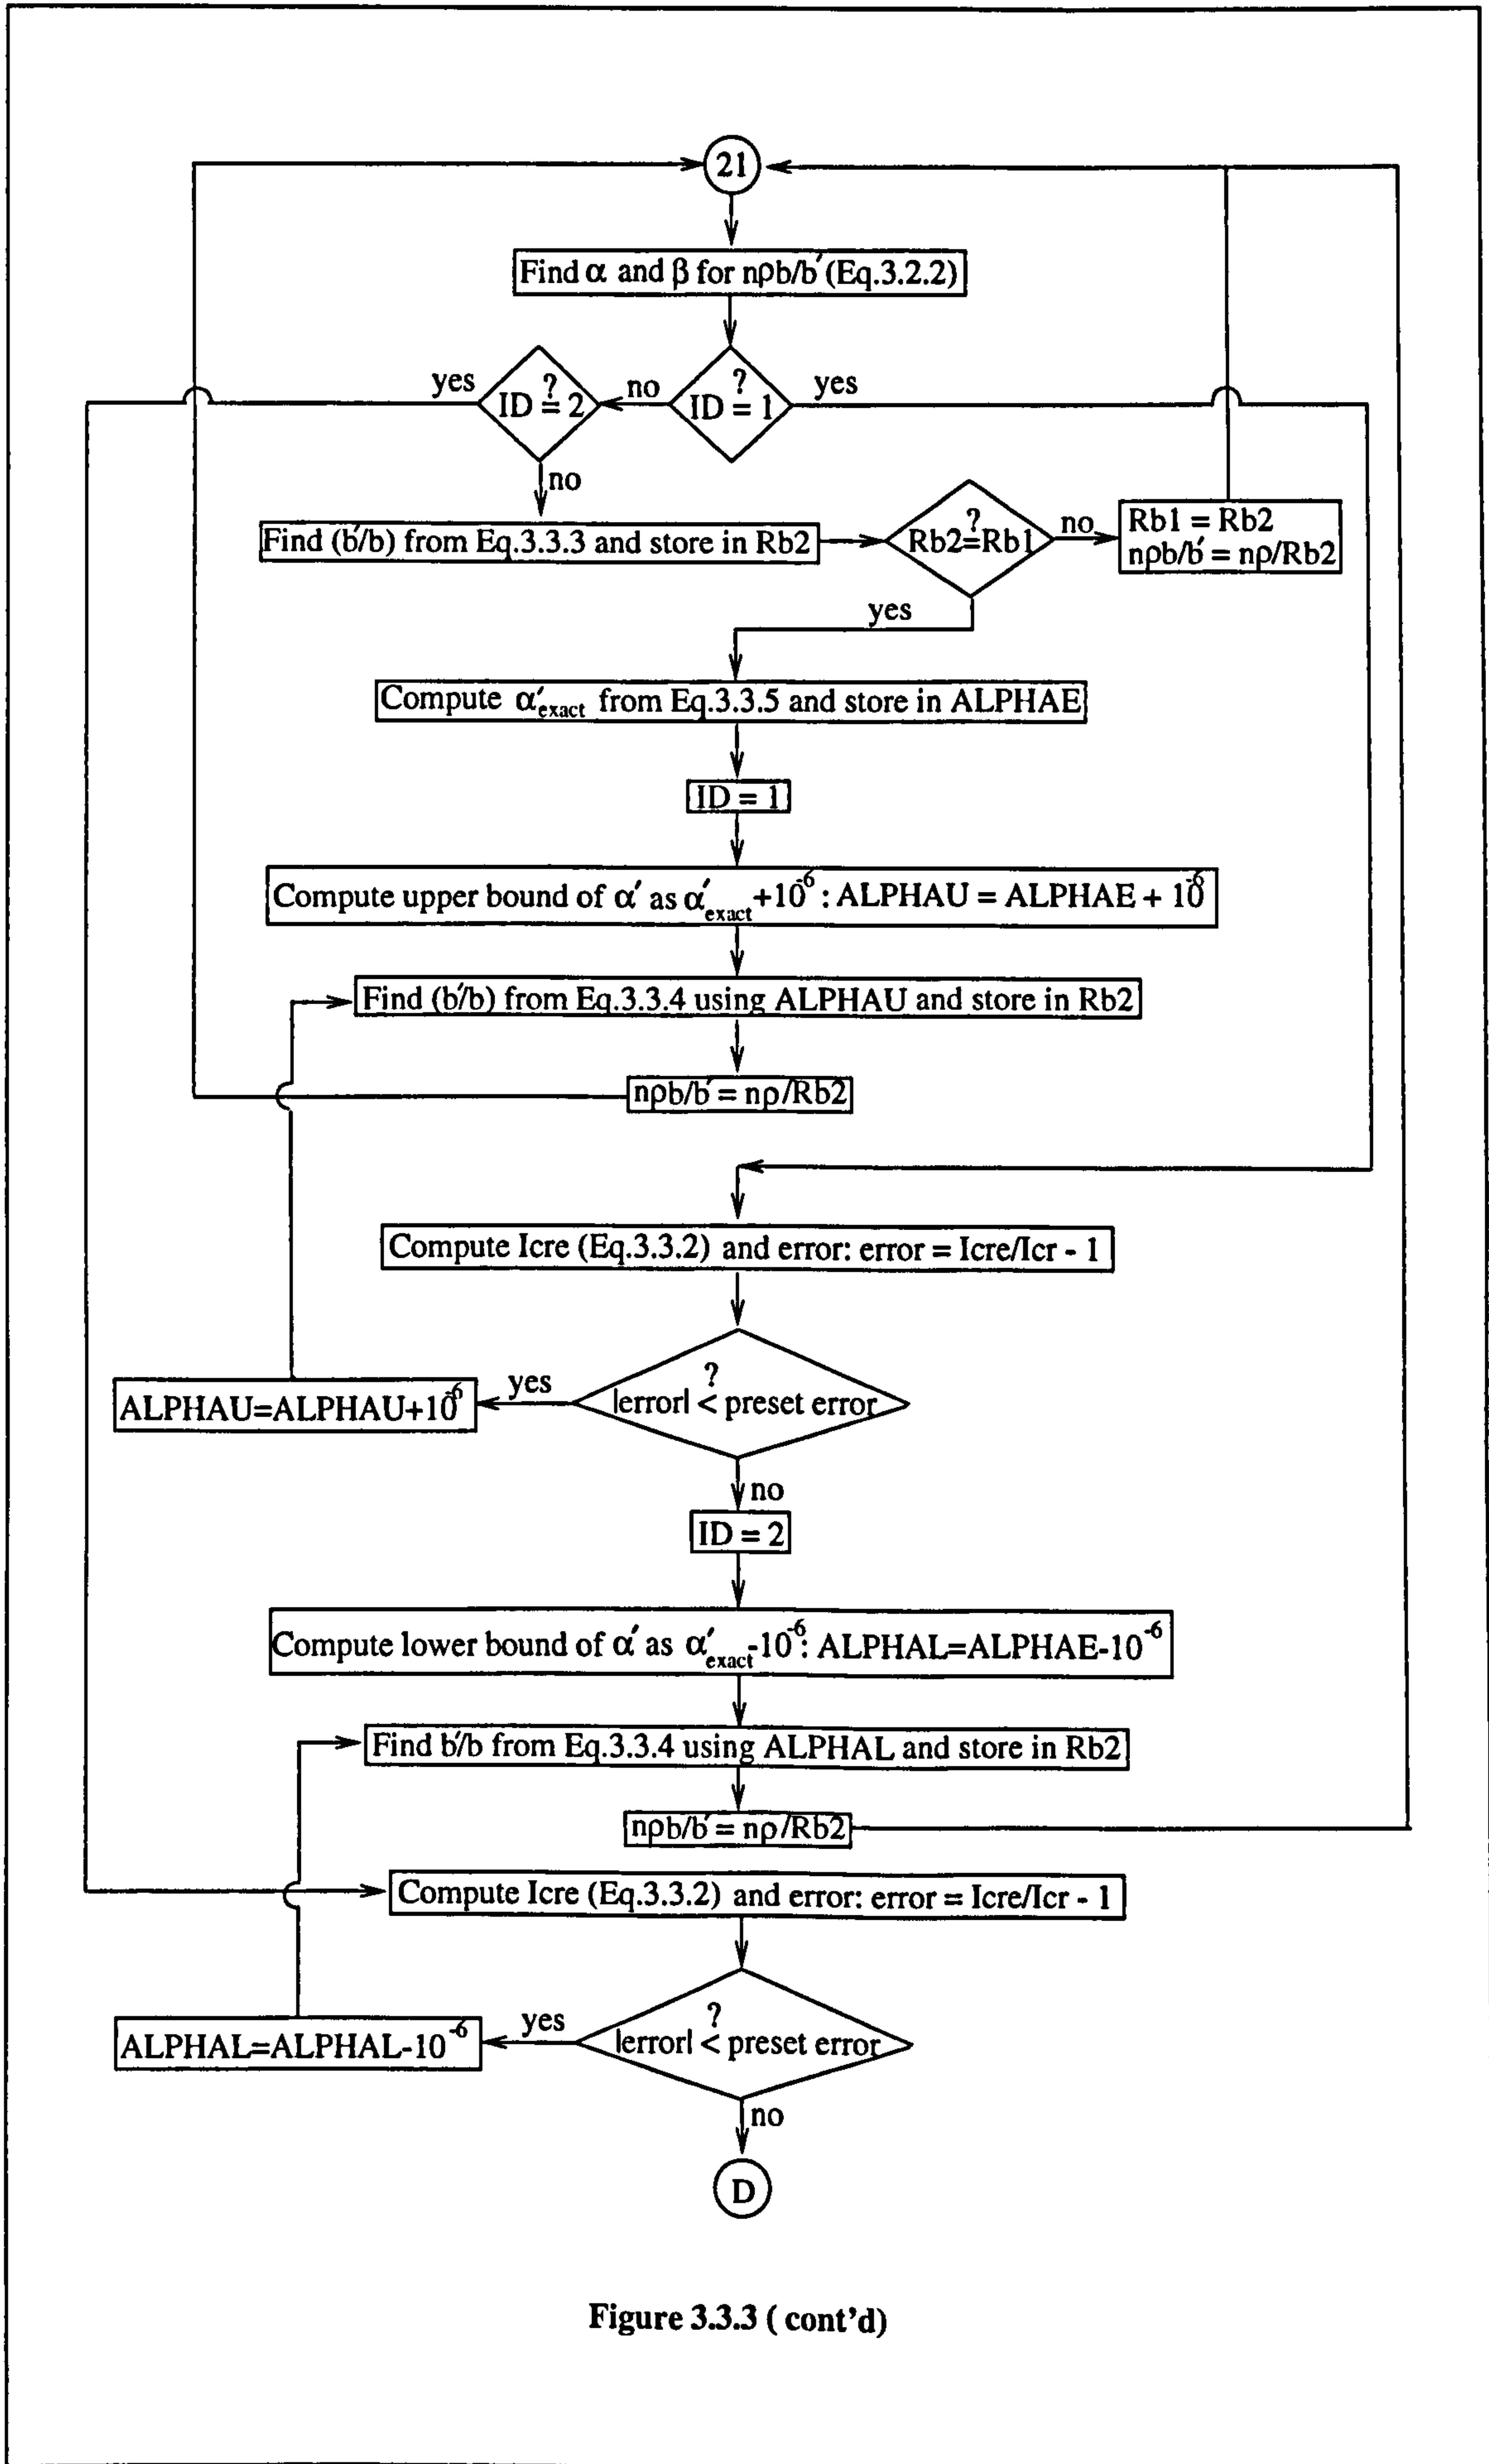 21
Find α and β for nρb/b′(Eq.3.2.2)
yes
?
ID = 2
no
?
ID = 1
yes
no
Find (b′/b) from Eq.3.3.3 and store in Rb2
?
Rb2=Rb1
no
Rb1 = Rb2
nρb/b′ = nρ/Rb2
yes
Compute α′exact from Eq.3.3.5 and store in ALPHAE
ID = 1
Compute upper bound of α′ as α′exact+10⁻⁶ : ALPHAU = ALPHAE + 10⁻⁶
Find (b′/b) from Eq.3.3.4 using ALPHAU and store in Rb2
nρb/b′ = nρ/Rb2
Compute Icre (Eq.3.3.2) and error: error = Icre/Icr - 1
ALPHAU=ALPHAU+10⁻⁶
yes
?
|error| < preset error
no
ID = 2
Compute lower bound of α′ as α′exact-10⁻⁶: ALPHAL=ALPHAE-10⁻⁶
Find b′/b from Eq.3.3.4 using ALPHAL and store in Rb2
nρb/b′ = nρ/Rb2
Compute Icre (Eq.3.3.2) and error: error = Icre/Icr - 1
ALPHAL=ALPHAL-10⁻⁶
yes
?
|error| < preset error
no
D
Figure 3.3.3 ( cont'd)